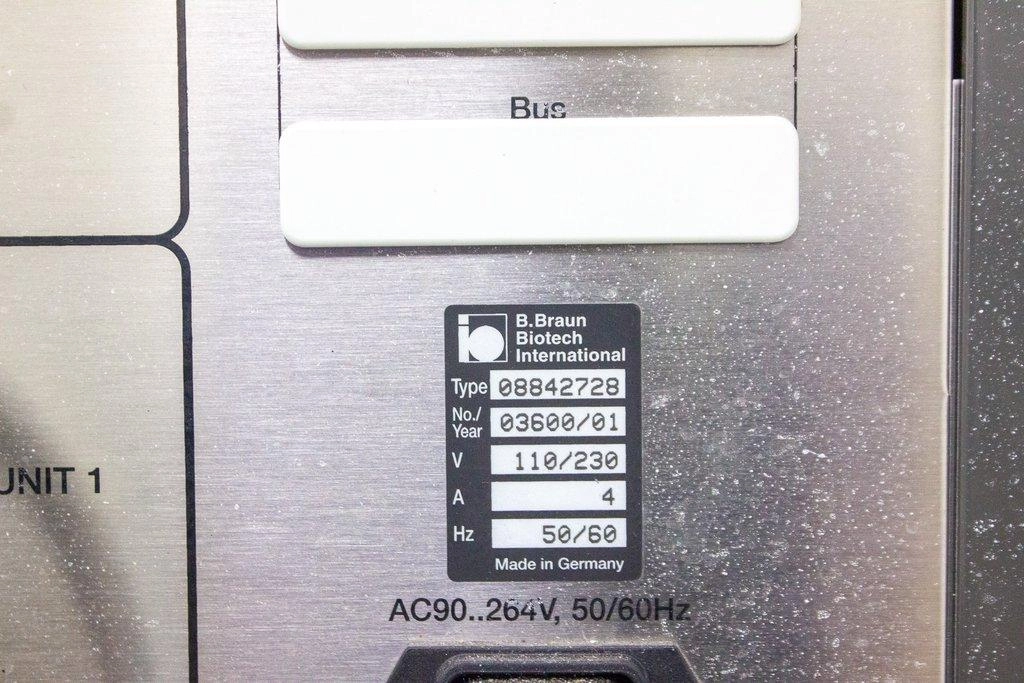 Bus
B.Braun
Biotech
International
Type 08842728
No./
Year 03600/01
V 110/230
A 4
Hz 50/60
Made in Germany
UNIT 1
AC90..264V, 50/60Hz